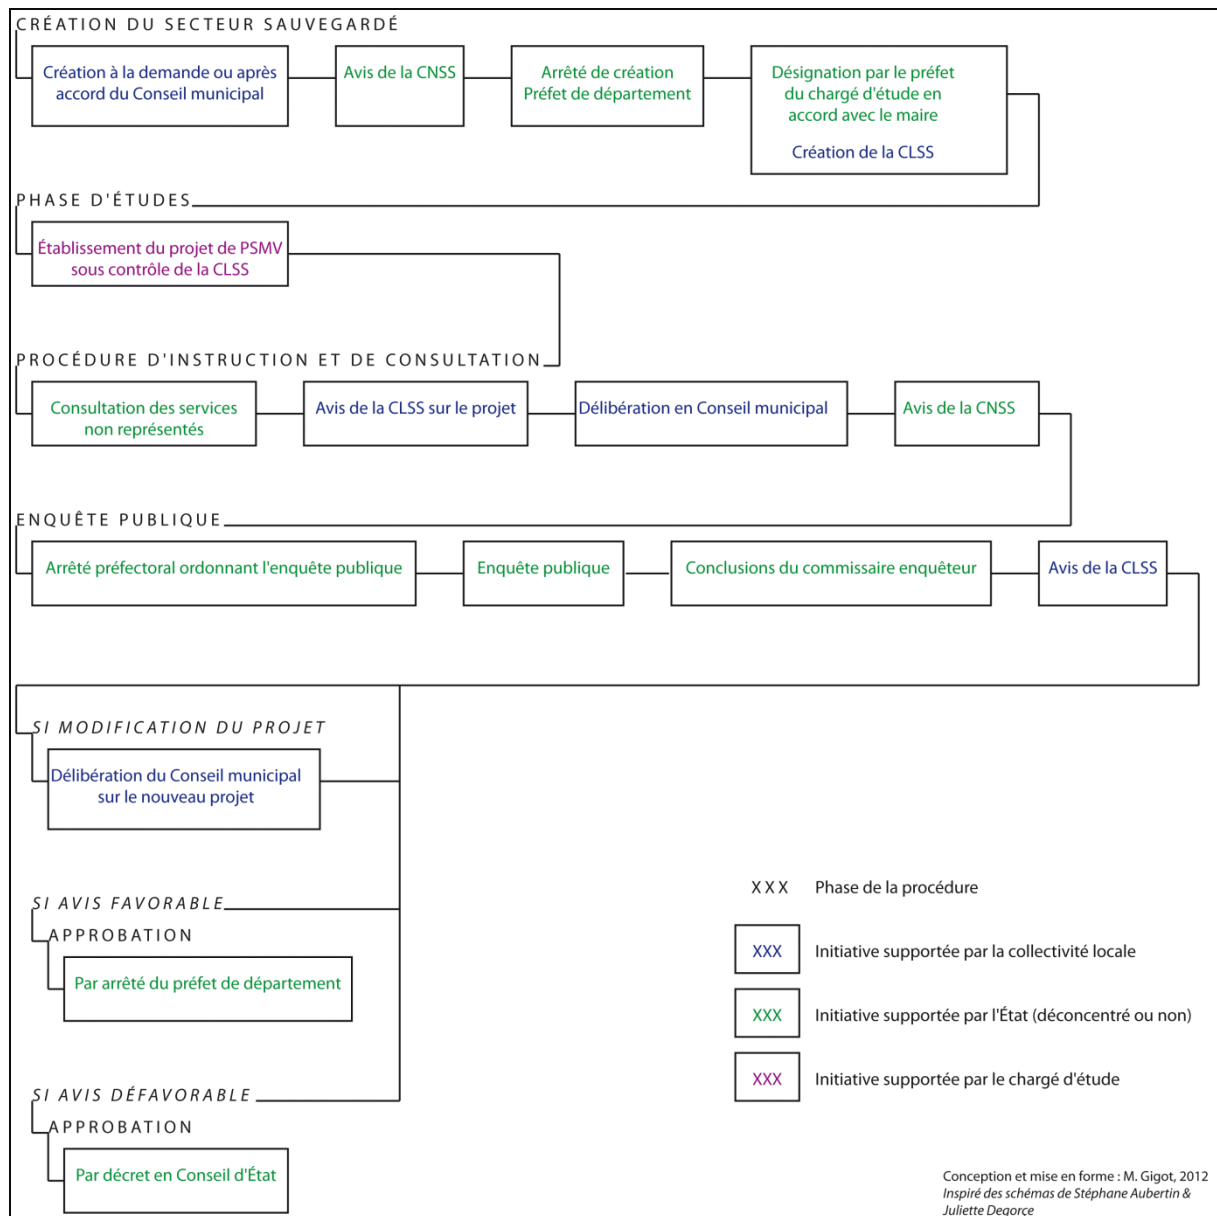 CRÉATION DU SECTEUR SAUVEGARDÉ
Création à la demande ou après
accord du Conseil municipal
Avis de la CNSS
Arrêté de création
Préfet de département
Désignation par le préfet
du chargé d'étude en
accord avec le maire
Création de la CLSS
PHASE D'ÉTUDES
Établissement du projet de PSMV
sous contrôle de la CLSS
PROCÉDURE D'INSTRUCTION ET DE CONSULTATION
Consultation des services
non représentés
Avis de la CLSS sur le projet
Délibération en Conseil municipal
Avis de la CNSS
ENQUÊTE PUBLIQUE
Arrêté préfectoral ordonnant l'enquête publique
Enquête publique
Conclusions du commissaire enquêteur
Avis de la CLSS
SI MODIFICATION DU PROJET
Délibération du Conseil municipal
sur le nouveau projet
SI AVIS FAVORABLE
APPROBATION
Par arrêté du préfet de département
SI AVIS DÉFAVORABLE
APPROBATION
Par décret en Conseil d'État
XXX Phase de la procédure
XXX Initiative supportée par la collectivité locale
XXX Initiative supportée par l'État (déconcentré ou non)
XXX Initiative supportée par le chargé d'étude
Conception et mise en forme : M. Gigot, 2012
Inspiré des schémas de Stéphane Aubertin &
Juliette Degorce